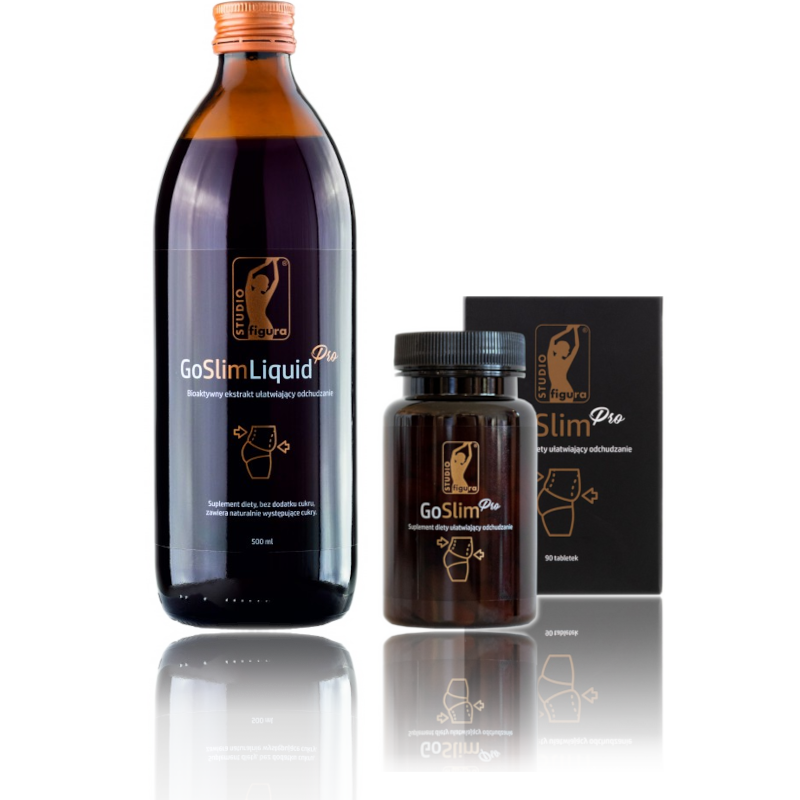 STUDIO
figura
®
GoSlimLiquid Pro
Bioaktywny ekstrakt ułatwiający odchudzanie
Suplement diety, bez dodatku cukru,
zawiera naturalnie występujące cukry.
500 ml
STUDIO
figura
GoSlim Pro
Suplement diety ułatwiający odchudzanie
STUDIO
figura
®
Slim Pro
ety ułatwiający odchudzanie
90 tabletek